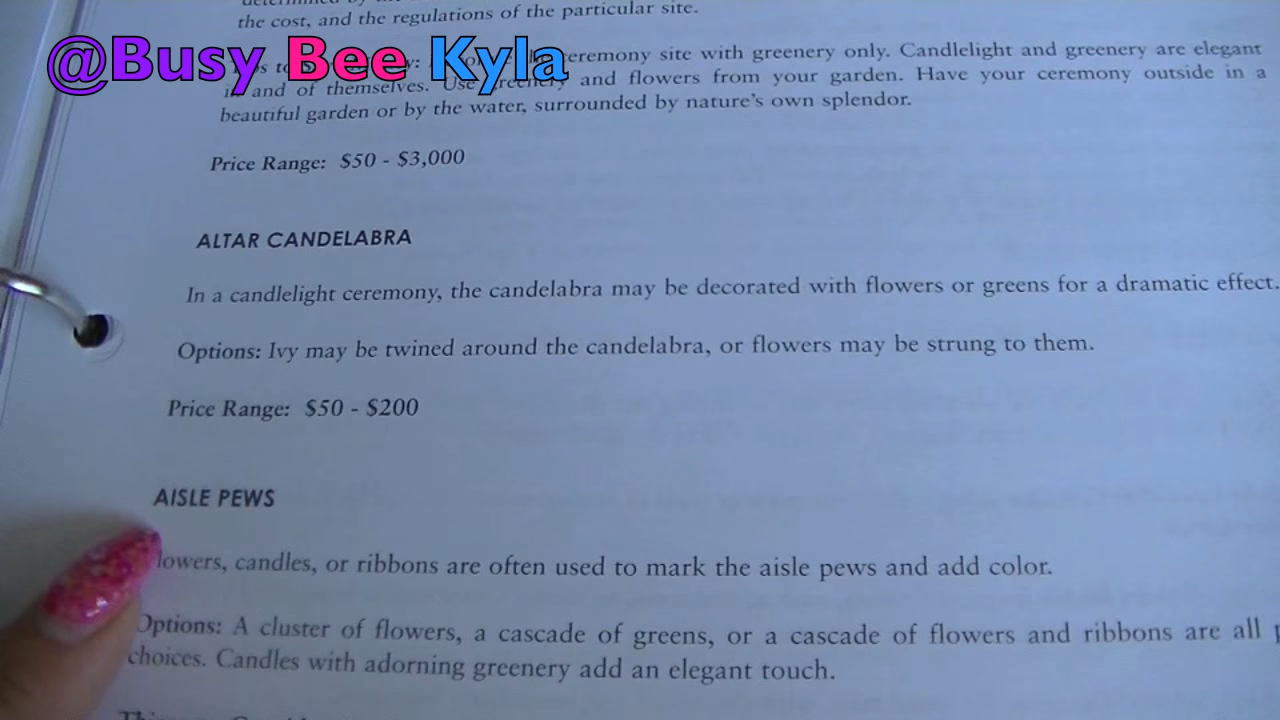 the cost, and the regulations of the particular site.
@Busy Bee Kyla
ceremony site with greenery only. Candlelight and greenery are elegant
and of themselves. Use greenery and flowers from your garden. Have your ceremony outside in a
beautiful garden or by the water, surrounded by nature's own splendor.
Price Range: $50 - $3,000
ALTAR CANDELABRA
In a candlelight ceremony, the candelabra may be decorated with flowers or greens for a dramatic effect.
Options: Ivy may be twined around the candelabra, or flowers may be strung to them.
Price Range: $50 - $200
AISLE PEWS
lowers, candles, or ribbons are often used to mark the aisle pews and add color.
Options: A cluster of flowers, a cascade of greens, or a cascade of flowers and ribbons are all
choices. Candles with adorning greenery add an elegant touch.